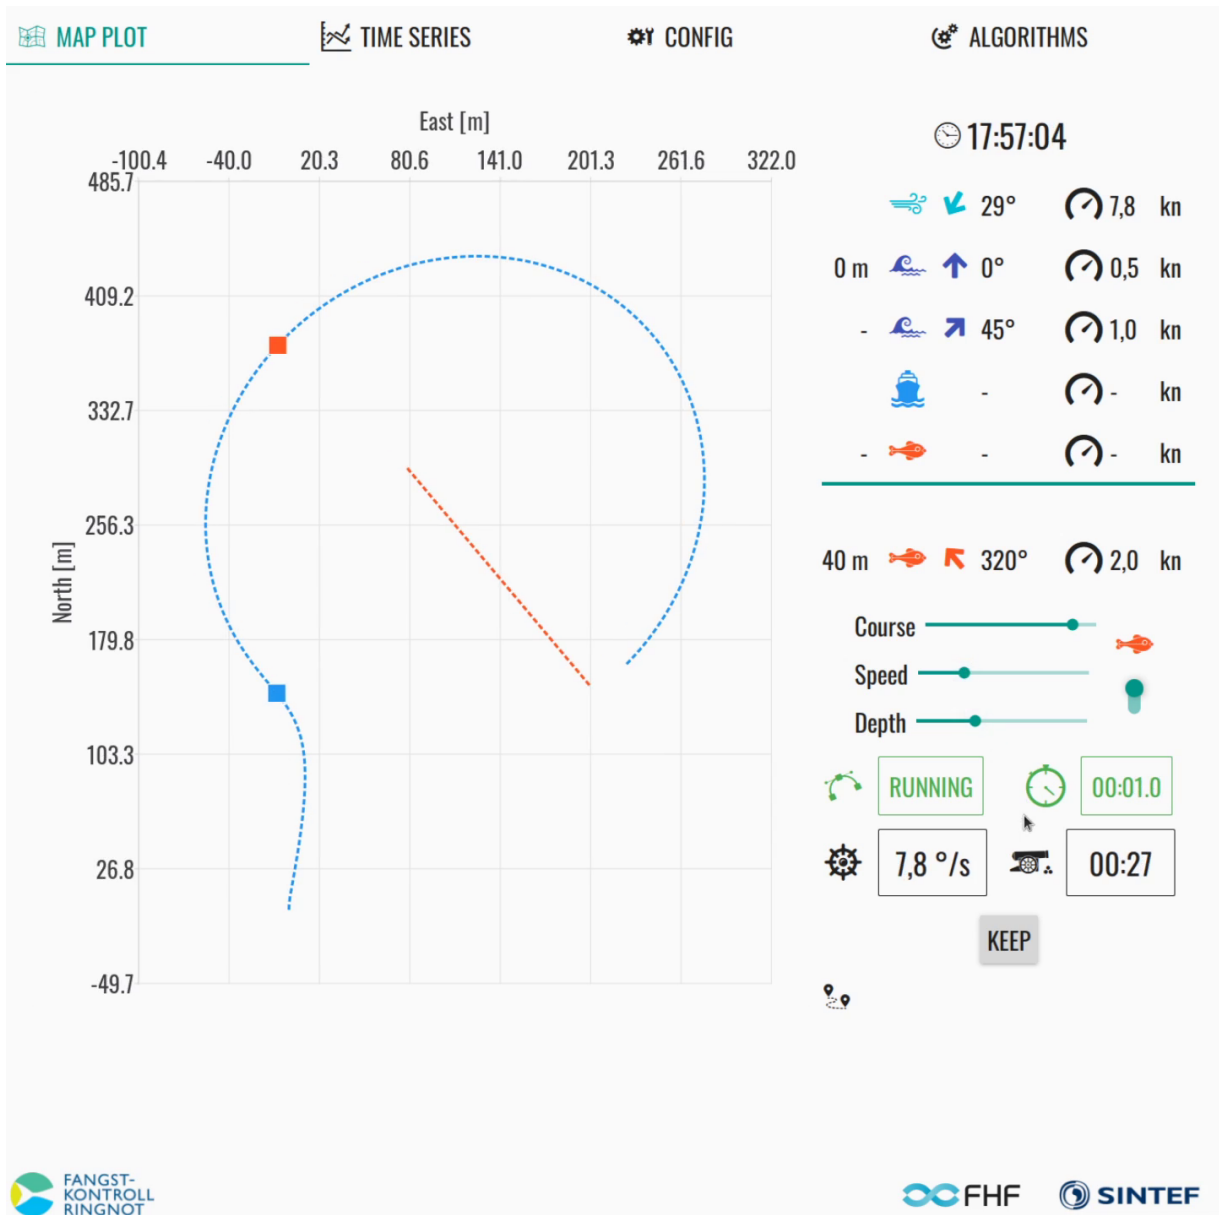 MAP PLOT TIME SERIES CONFIG ALGORITHMS
East [m]
-100.4 -40.0 20.3 80.6 141.0 201.3 261.6 322.0
485.7
409.2
332.7
256.3
179.8
103.3
26.8
-49.7
North [m]
17:57:04
29° 7,8 kn
0 m 0° 0,5 kn
- 45° 1,0 kn
- - kn
- - - kn
40 m 320° 2,0 kn
Course
Speed
Depth
RUNNING 00:01.0
7,8 °/s 00:27
KEEP
FANGST-
KONTROLL
RINGNOT
FHF SINTEF